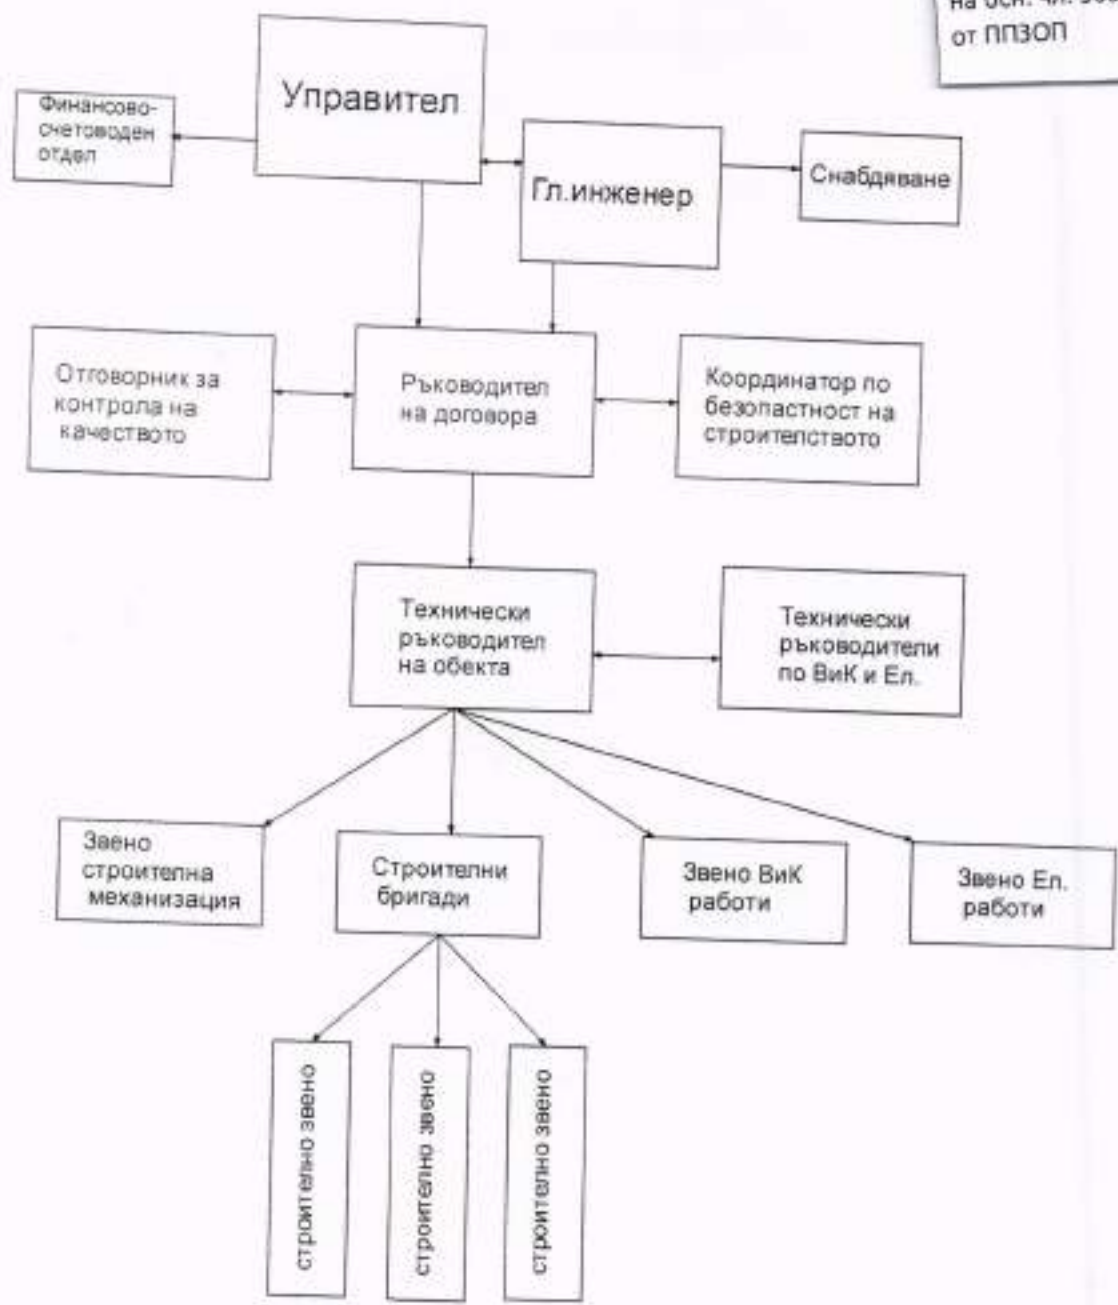 от ППЗОП
Управител
Финансово-
счетоводен
отдел
Гл.инженер
Снабдяване
Отговорник за
контрола на
качеството
Ръководител
на договора
Координатор по
безопастност на
строителството
Технически
ръководител
на обекта
Технически
ръководители
по ВиК и Ел.
Звено
строителна
механизация
Строителни
бригади
Звено ВиК
работи
Звено Ел.
работи
строително звено
строително звено
строително звено